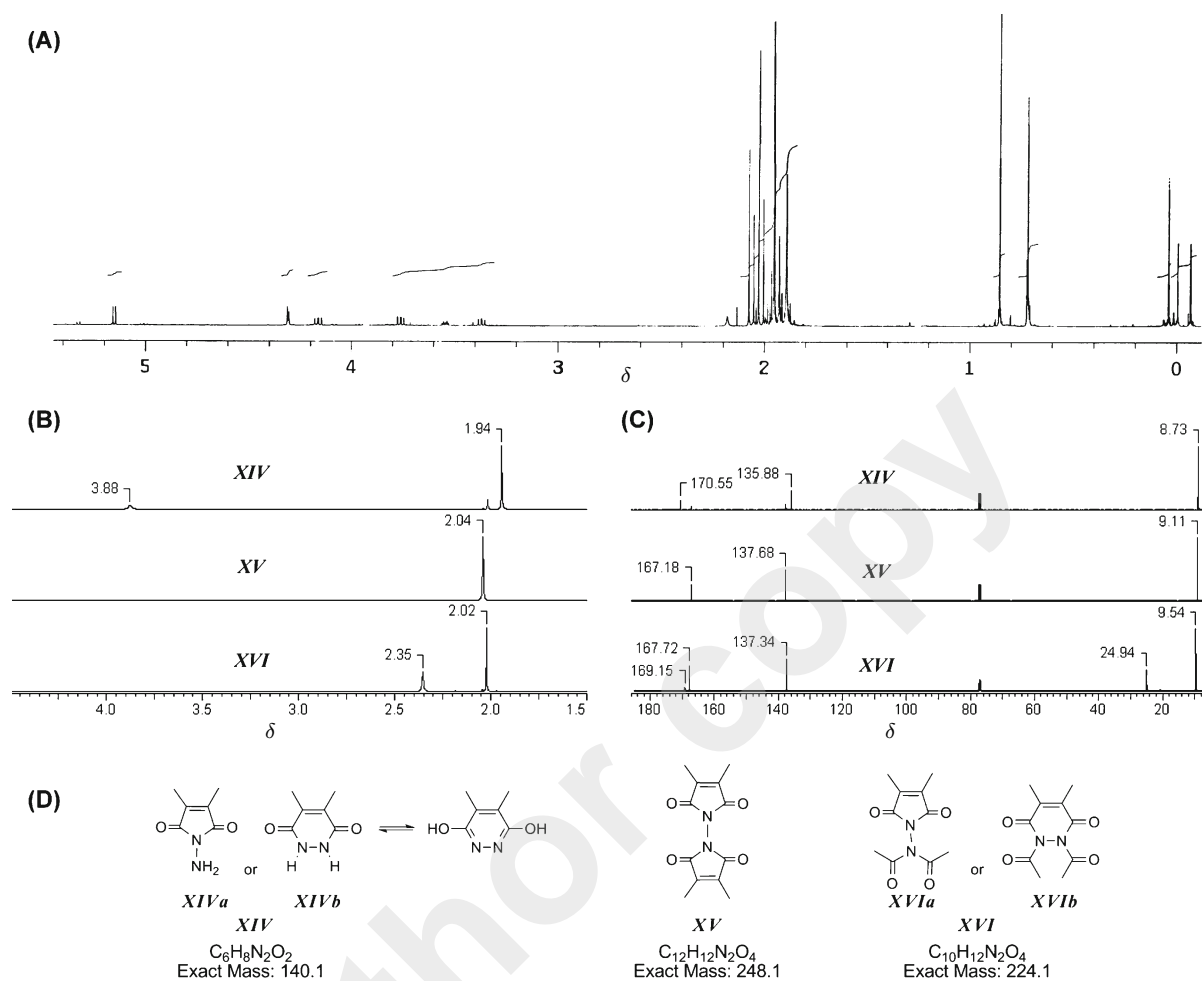 (A)
5 4 3 2 1 0
δ
(B)
1.94
3.88
XIV
2.04
XV
2.02
2.35
XVI
4.0 3.5 3.0 2.5 2.0 1.5
δ
(C)
8.73
170.55 135.88
XIV
9.11
137.68
167.18
XV
9.54
167.72 137.34
169.15
XVI
24.94
180 160 140 120 100 80 60 40 20
δ
(D)
O N O
NH2
or
O O
N N
H H
HO OH
N N
XIVa XIVb
XIV
C6H8N2O2
Exact Mass: 140.1
O N O
O N O
XV
C12H12N2O4
Exact Mass: 248.1
O N O
N
O O
or
O O
N N
O O
XVIa XVIb
XVI
C10H12N2O4
Exact Mass: 224.1
thor copy